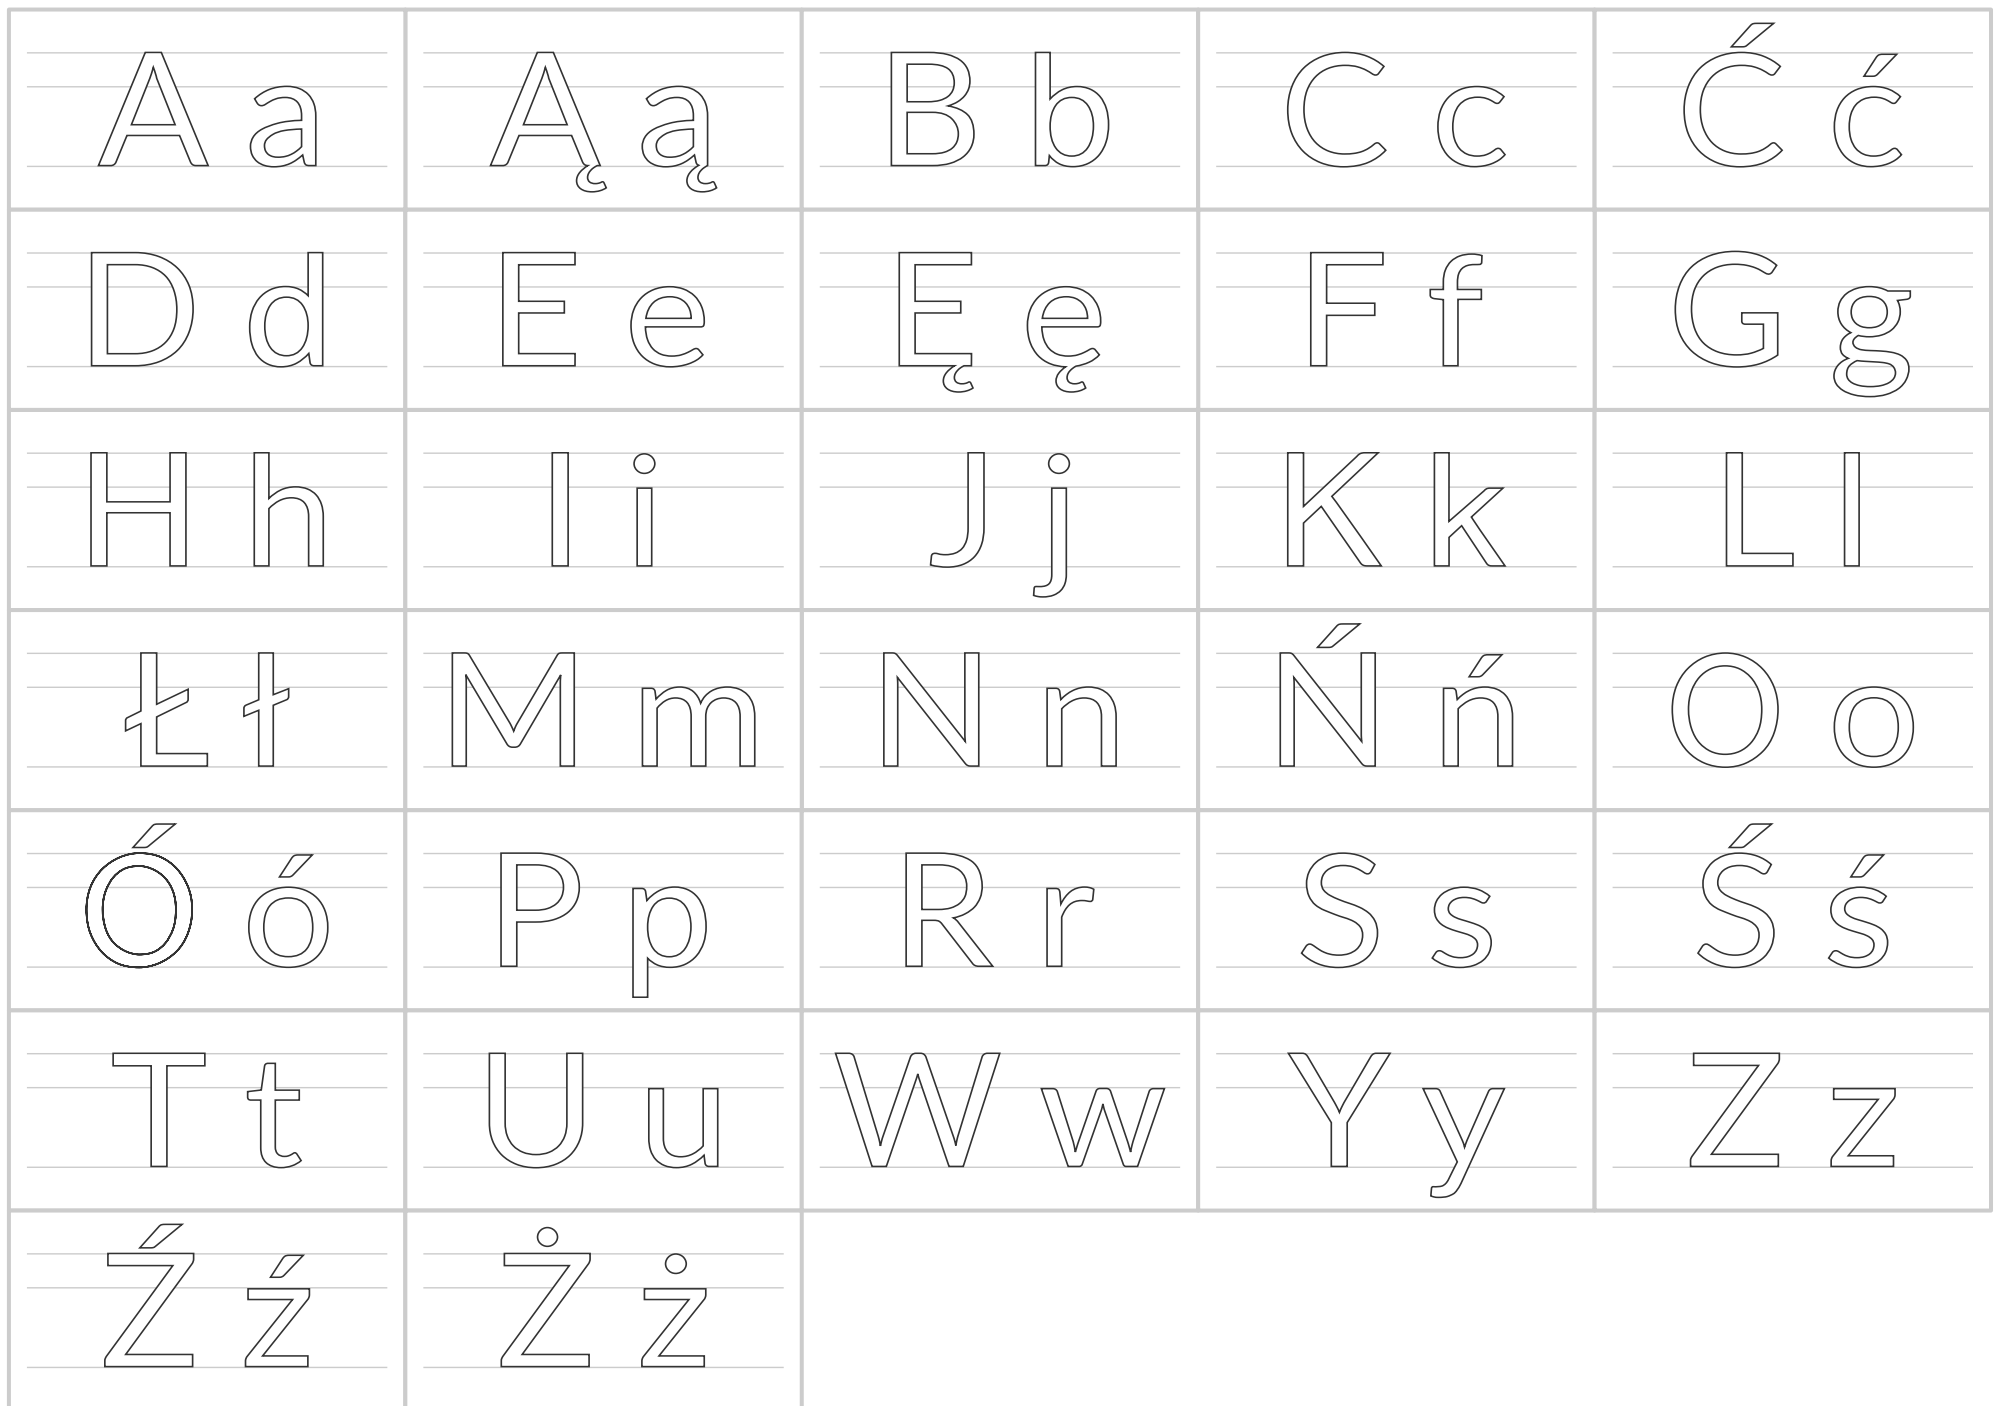 Aa Ąą Bb Cc Ćć
Dd Ee Ęę Ff Gg
Hh Ii Jj Kk Ll
Łł Mm Nn Ńń Oo
Óó Pp Rr Ss Śś
Tt Uu Ww Yy Zz
Źź Żż